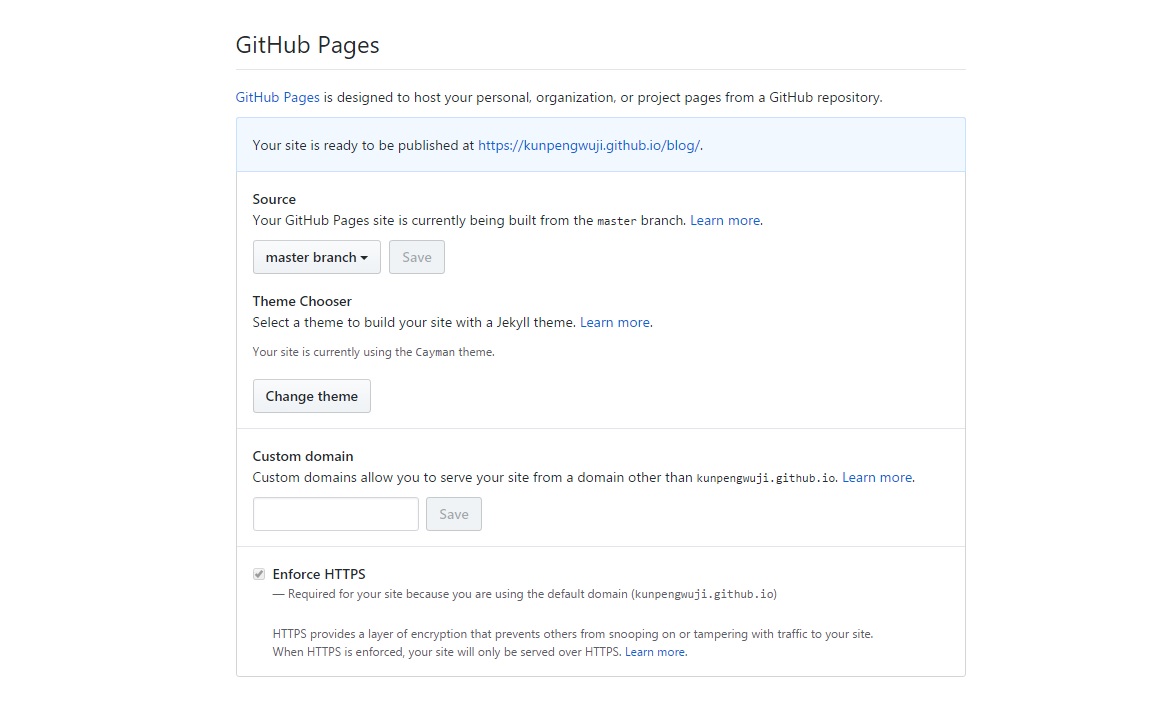 GitHub Pages
GitHub Pages is designed to host your personal, organization, or project pages from a GitHub repository.
Your site is ready to be published at https://kunpengwuji.github.io/blog/.
Source
Your GitHub Pages site is currently being built from the master branch. Learn more.
master branch Save
Theme Chooser
Select a theme to build your site with a Jekyll theme. Learn more.
Your site is currently using the Cayman theme.
Change theme
Custom domain
Custom domains allow you to serve your site from a domain other than kunpengwuji.github.io. Learn more.
Save
Enforce HTTPS
— Required for your site because you are using the default domain (kunpengwuji.github.io)
HTTPS provides a layer of encryption that prevents others from snooping on or tampering with traffic to your site.
When HTTPS is enforced, your site will only be served over HTTPS. Learn more.